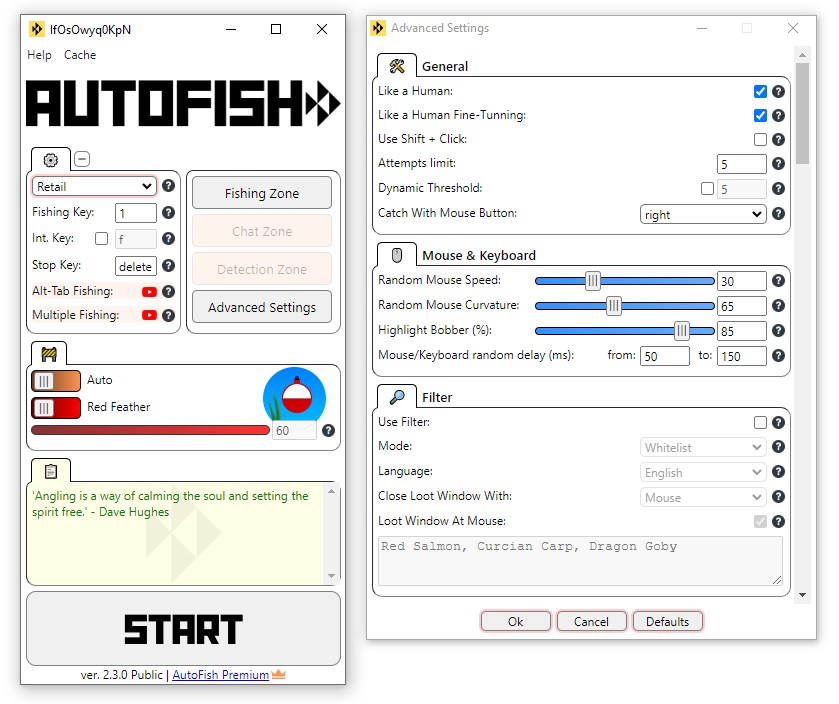 IfOsOwyq0KpN
Help Cache
AUTOFISH
Retail
Fishing Key: 1
Int. Key: f
Stop Key: delete
Alt-Tab Fishing:
Multiple Fishing:
Fishing Zone
Chat Zone
Detection Zone
Advanced Settings
Auto
Red Feather
60
'Angling is a way of calming the soul and setting the
spirit free.' - Dave Hughes
START
ver. 2.3.0 Public | AutoFish Premium
Advanced Settings
General
Like a Human:
Like a Human Fine-Tunning:
Use Shift + Click:
Attempts limit: 5
Dynamic Threshold: 5
Catch With Mouse Button: right
Mouse & Keyboard
Random Mouse Speed: 30
Random Mouse Curvature: 65
Highlight Bobber (%): 85
Mouse/Keyboard random delay (ms): from: 50 to: 150
Filter
Use Filter:
Mode: Whitelist
Language: English
Close Loot Window With: Mouse
Loot Window At Mouse:
Red Salmon, Curcian Carp, Dragon Goby
Ok Cancel Defaults